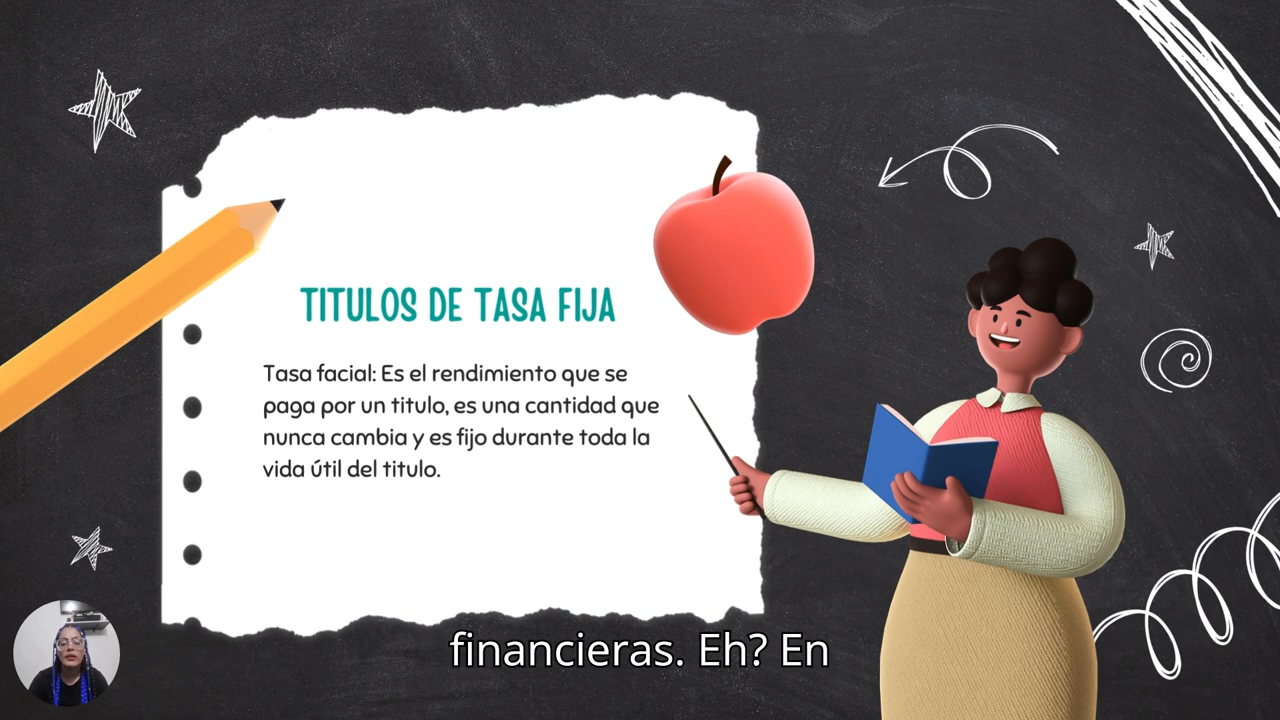 TITULOS DE TASA FIJA
Tasa facial: Es el rendimiento que se
paga por un titulo, es una cantidad que
nunca cambia y es fijo durante toda la
vida útil del titulo.
financieras. Eh? En